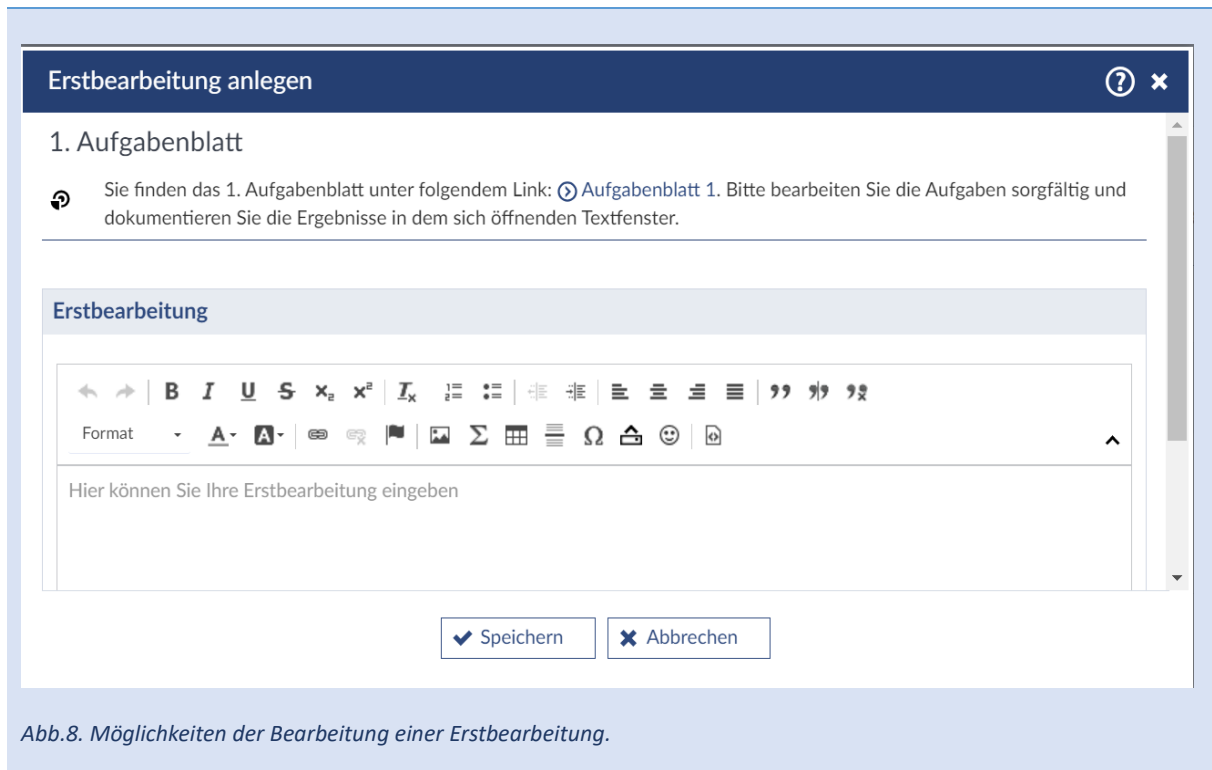 Erstbearbeitung anlegen
1. Aufgabenblatt
Sie finden das 1. Aufgabenblatt unter folgendem Link: Aufgabenblatt 1. Bitte bearbeiten Sie die Aufgaben sorgfältig und
dokumentieren Sie die Ergebnisse in dem sich öffnenden Textfenster.
Erstbearbeitung
Format
Hier können Sie Ihre Erstbearbeitung eingeben
Speichern Abbrechen
Abb.8. Möglichkeiten der Bearbeitung einer Erstbearbeitung.